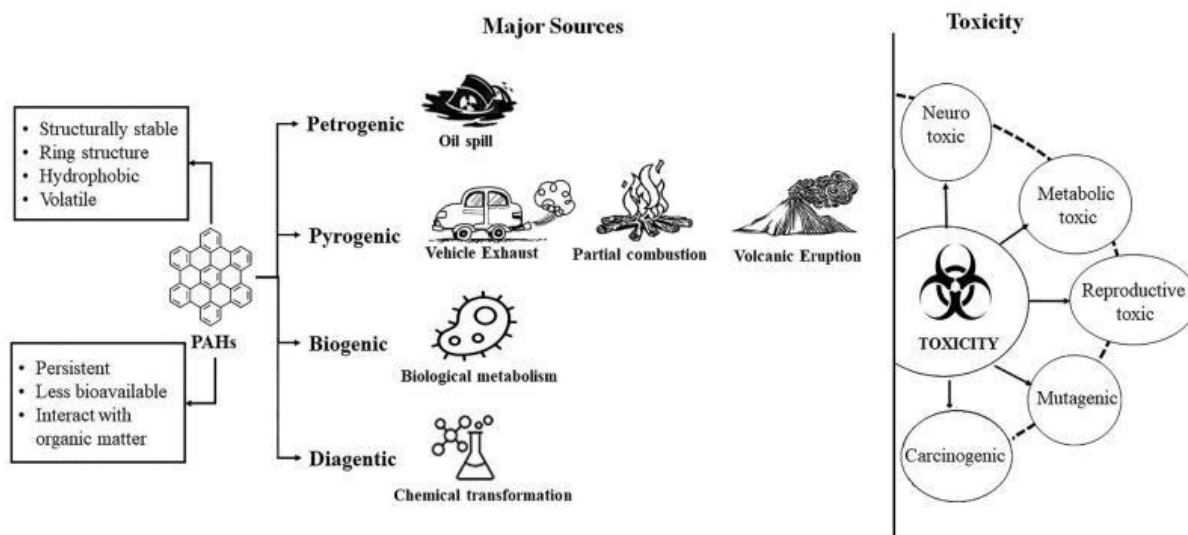 Major Sources
Toxicity
• Structurally stable
• Ring structure
• Hydrophobic
• Volatile
PAHs
• Persistent
• Less bioavailable
• Interact with
organic matter
Petrogenic
Oil spill
Pyrogenic
Vehicle Exhaust
Partial combustion
Volcanic Eruption
Biogenic
Biological metabolism
Diagentic
Chemical transformation
Neuro
toxic
Metabolic
toxic
Reproductive
toxic
TOXICITY
Mutagenic
Carcinogenic